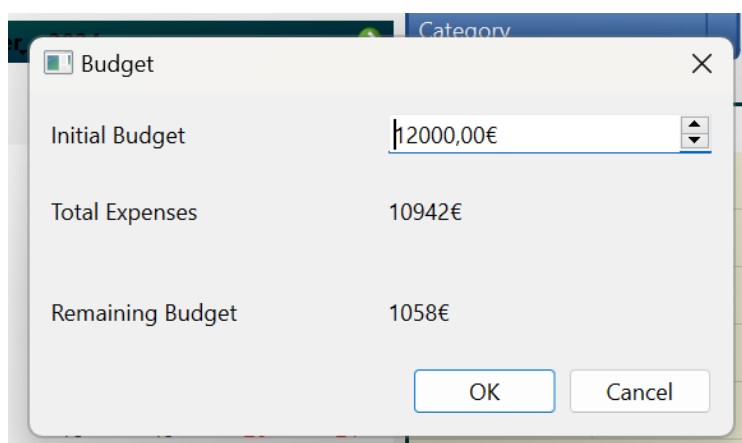 Category
Budget
Initial Budget 12000,00€
Total Expenses 10942€
Remaining Budget 1058€
OK Cancel